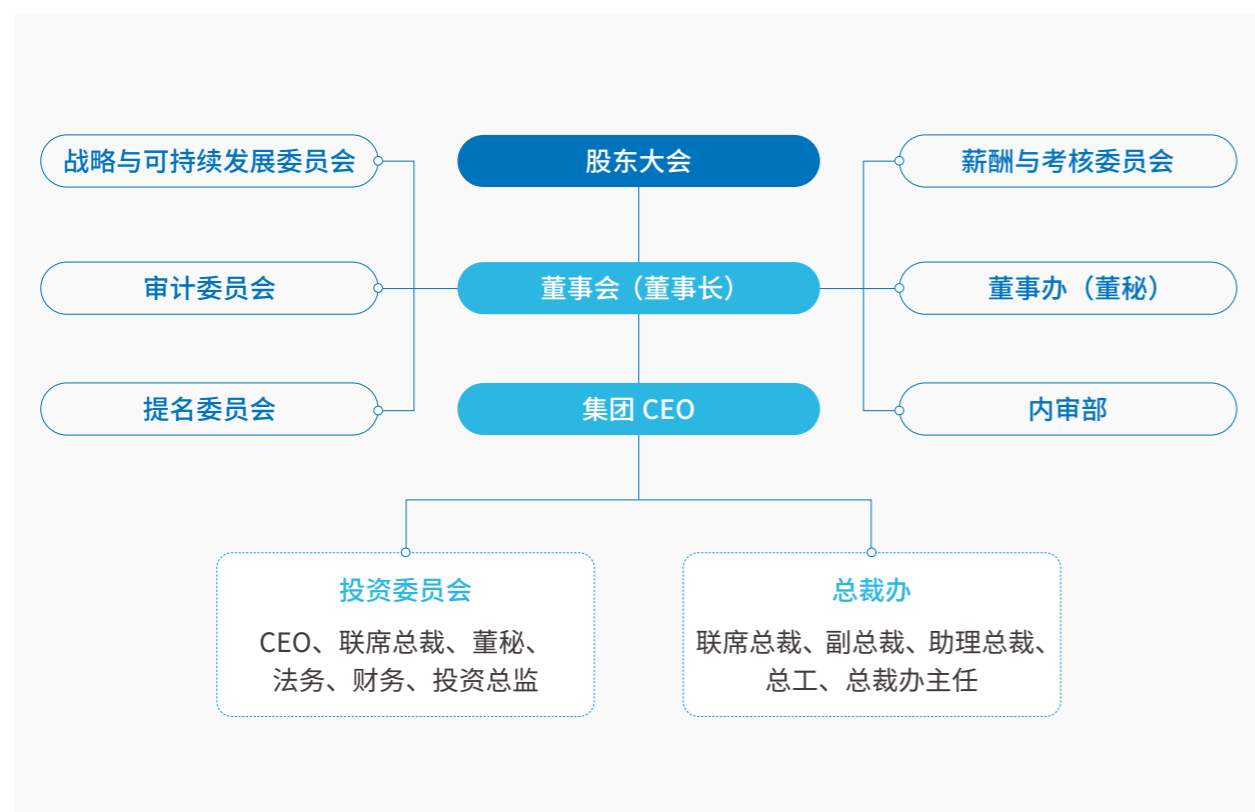 战略与可持续发展委员会
股东大会
薪酬与考核委员会
审计委员会
董事会（董事长）
董事办（董秘）
提名委员会
集团 CEO
内审部
投资委员会
CEO、联席总裁、董秘、
法务、财务、投资总监
总裁办
联席总裁、副总裁、助理总裁、
总工、总裁办主任